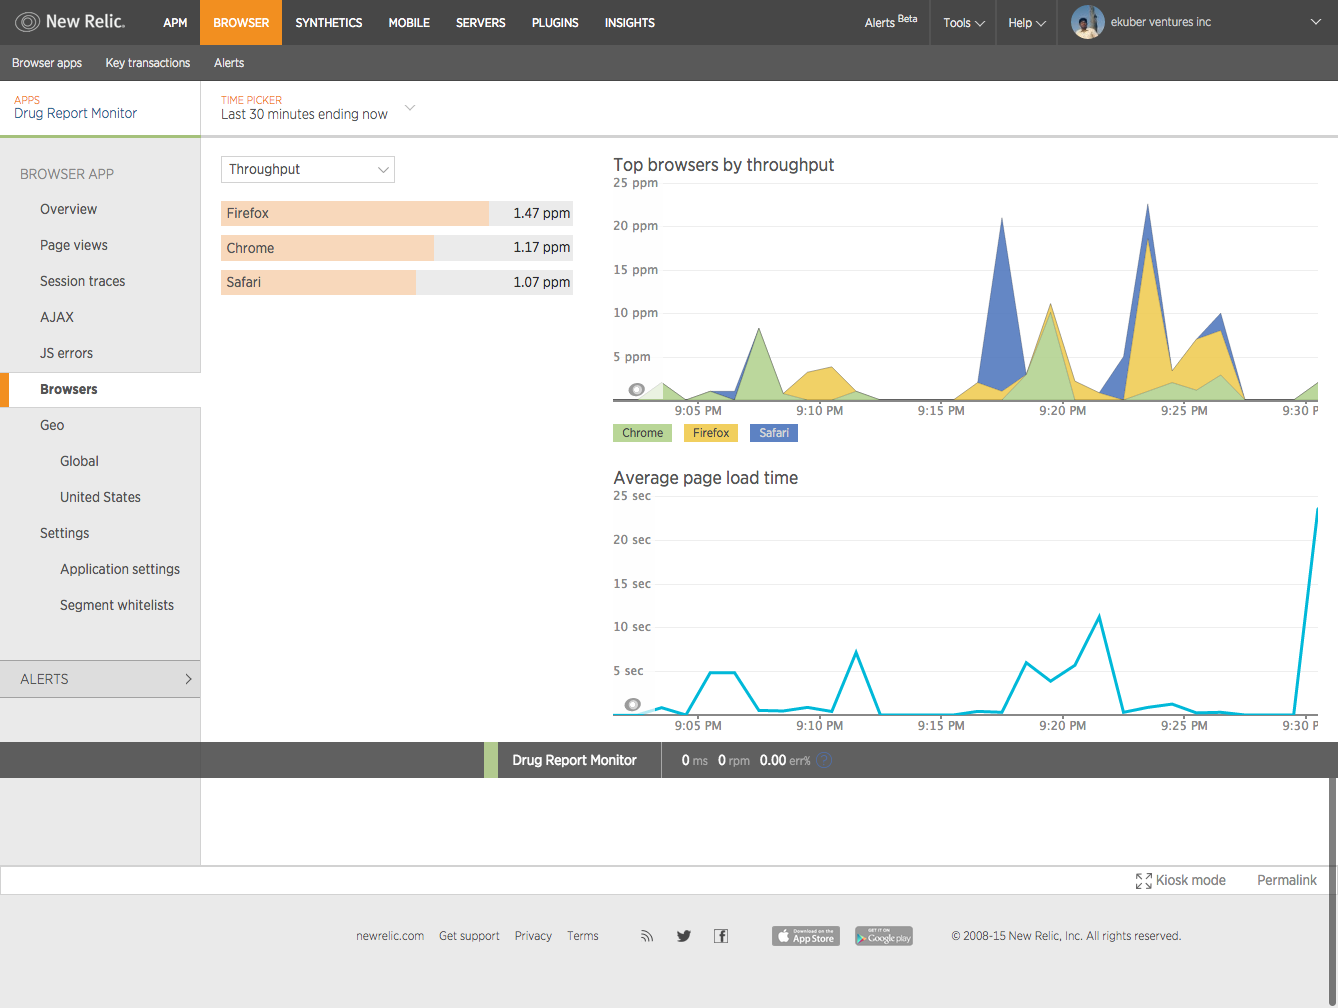 New Relic. APM BROWSER SYNTHETICS MOBILE SERVERS PLUGINS INSIGHTS Alerts Beta Tools Help ekuber ventures inc
Browser apps Key transactions Alerts
APPS
Drug Report Monitor
TIME PICKER
Last 30 minutes ending now
BROWSER APP
Overview
Page views
Session traces
AJAX
JS errors
Browsers
Geo
Global
United States
Settings
Application settings
Segment whitelists
ALERTS
Throughput
Firefox 1.47 ppm
Chrome 1.17 ppm
Safari 1.07 ppm
Top browsers by throughput
25 ppm
20 ppm
15 ppm
10 ppm
5 ppm
9:05 PM 9:10 PM 9:15 PM 9:20 PM 9:25 PM 9:30 P
Chrome Firefox Safari
Average page load time
25 sec
20 sec
15 sec
10 sec
5 sec
9:05 PM 9:10 PM 9:15 PM 9:20 PM 9:25 PM 9:30 P
Drug Report Monitor 0 ms 0 rpm 0.00 err% ?
Kiosk mode Permalink
newrelic.com Get support Privacy Terms Download on the App Store GET IT ON Google play © 2008-15 New Relic, Inc. All rights reserved.